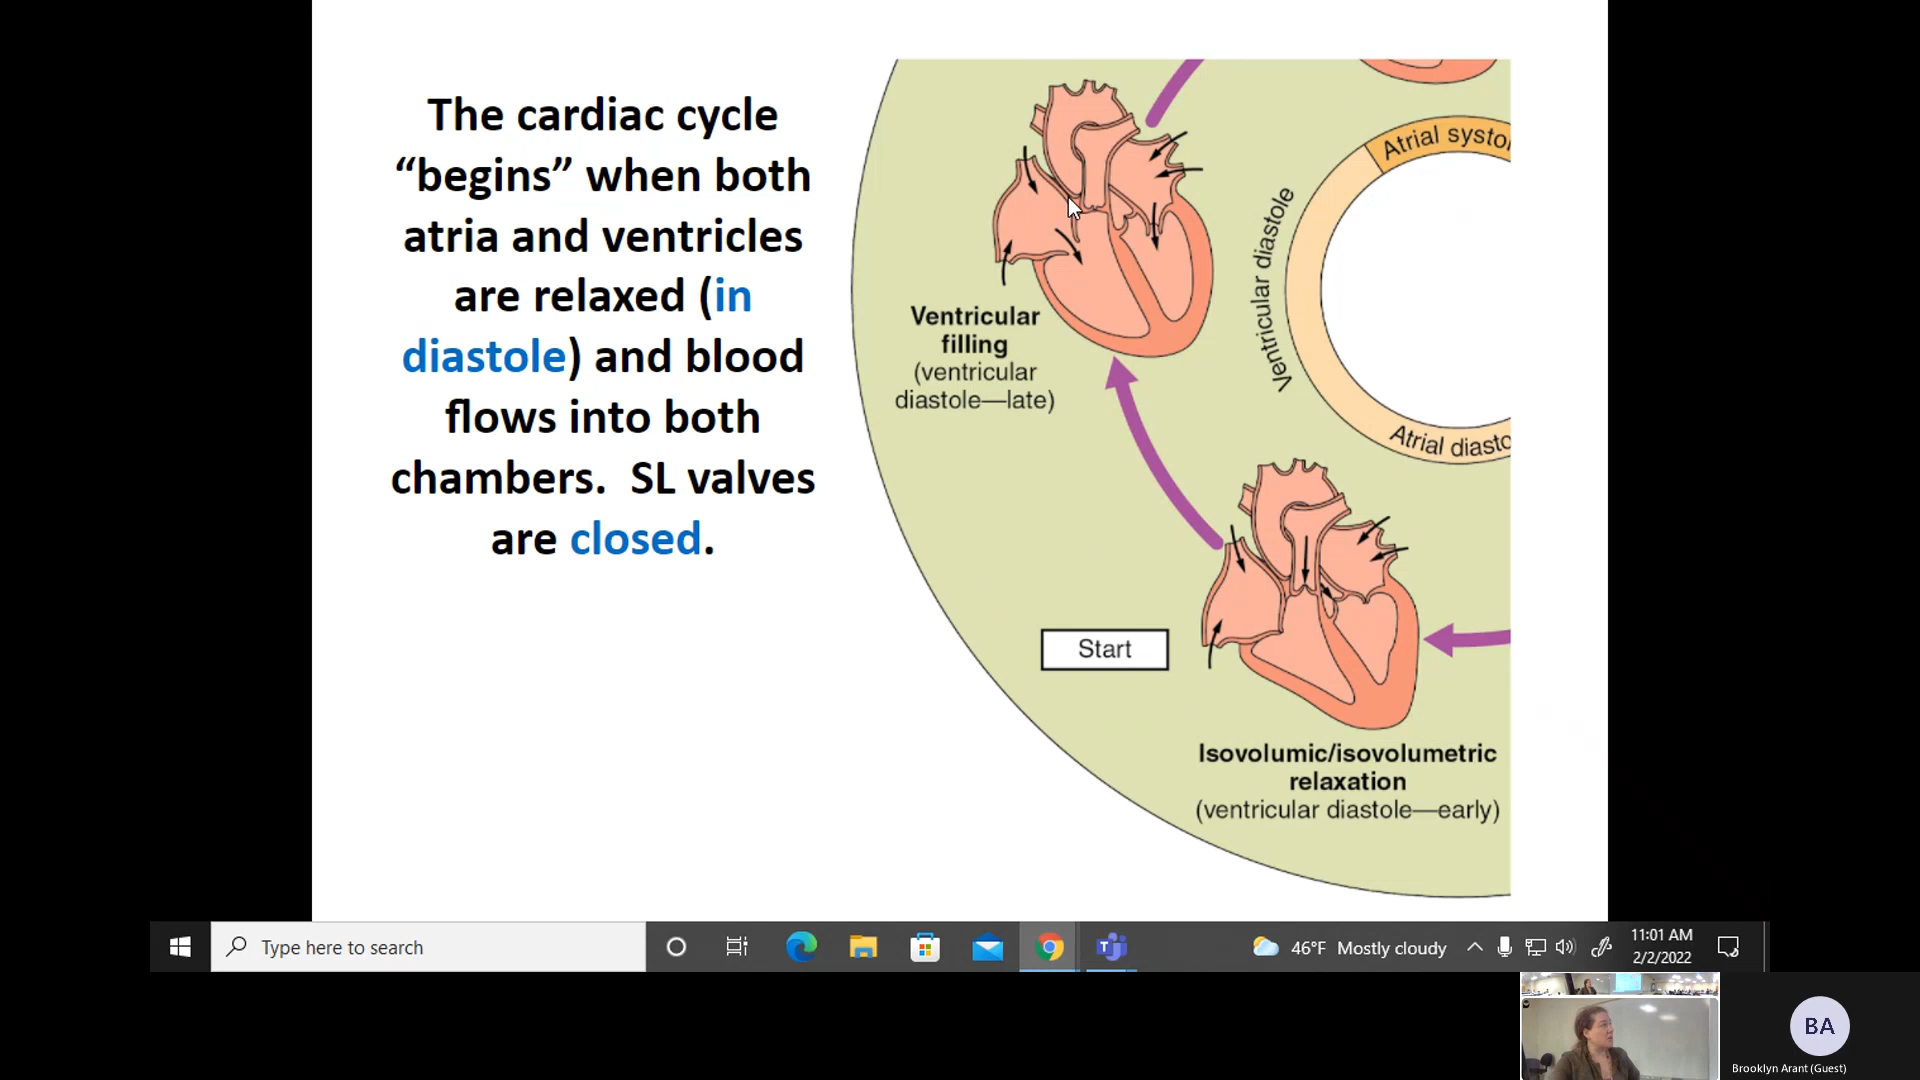 The cardiac cycle
“begins” when both
atria and ventricles
are relaxed (in
diastole) and blood
flows into both
chambers.  SL valves
are closed.
Atrial systo
Ventricular diastole
Ventricular
filling
(ventricular
diastole—late)
Atrial diasto
Start
Isovolumic/isovolumetric
relaxation
(ventricular diastole—early)
Type here to search
46°F Mostly cloudy
11:01 AM
2/2/2022
BA
Brooklyn Arant (Guest)